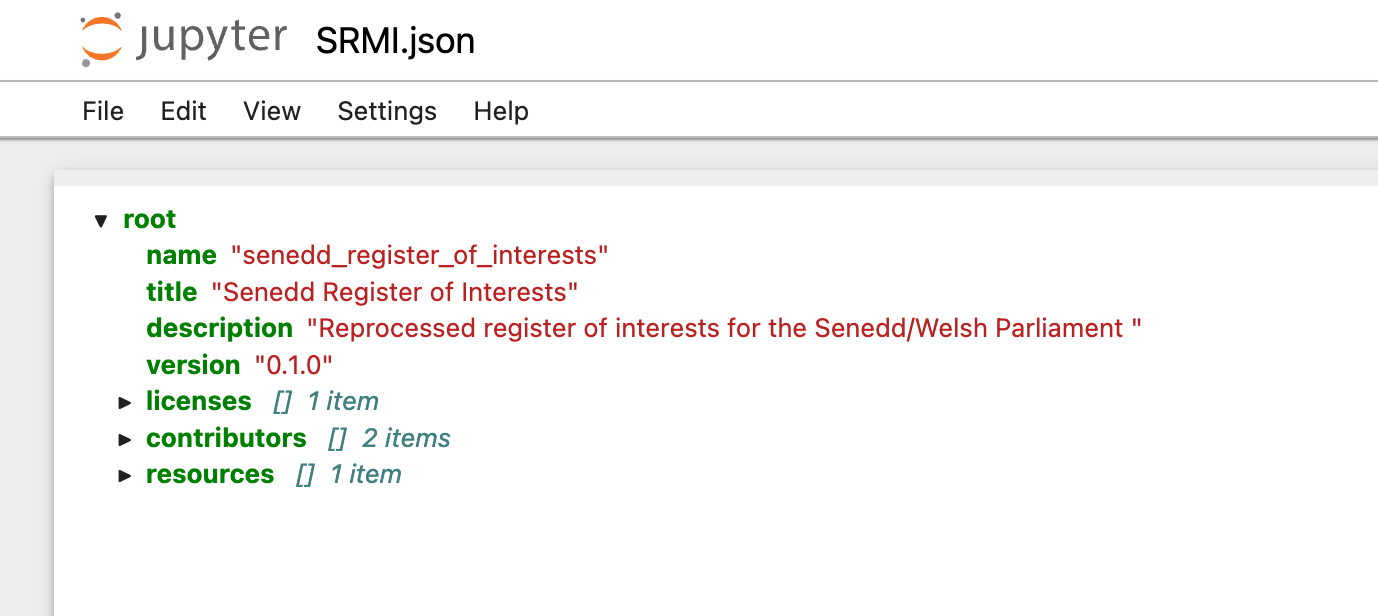 jupyter SRMI.json
File Edit View Settings Help
root
name "senedd_register_of_interests"
title "Senedd Register of Interests"
description "Reprocessed register of interests for the Senedd/Welsh Parliament "
version "0.1.0"
licenses [] 1 item
contributors [] 2 items
resources [] 1 item